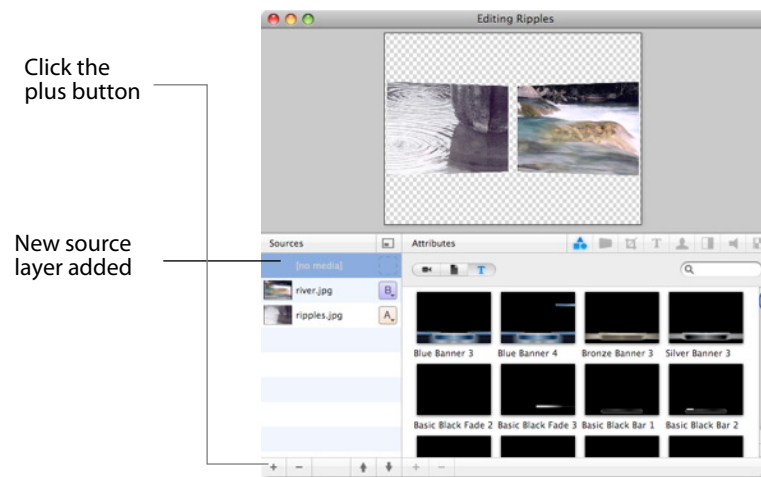 Editing Ripples
Click the
plus button
New source
layer added
Sources
Attributes
T
[no media]
T
river.jpg
B
ripples.jpg
A
Blue Banner 3
Blue Banner 4
Bronze Banner 3
Silver Banner 3
Basic Black Fade 2
Basic Black Fade 3
Basic Black Bar 1
Basic Black Bar 2